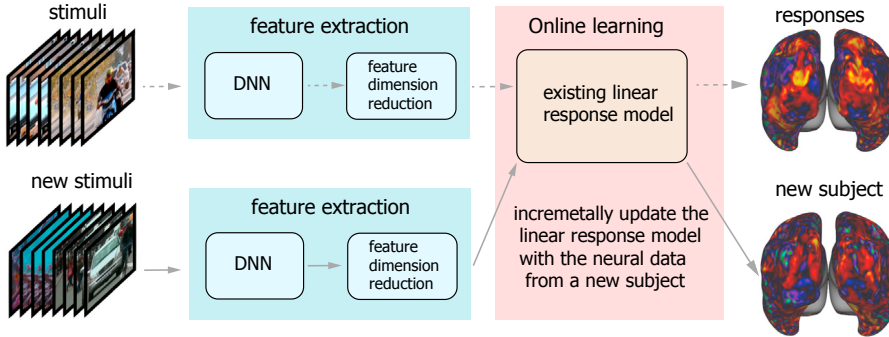 stimuli
feature extraction
DNN
feature
dimension
reduction
Online learning
existing linear
response model
responses
new stimuli
feature extraction
DNN
feature
dimension
reduction
incremetally update the
linear response model
with the neural data
from a new subject
new subject